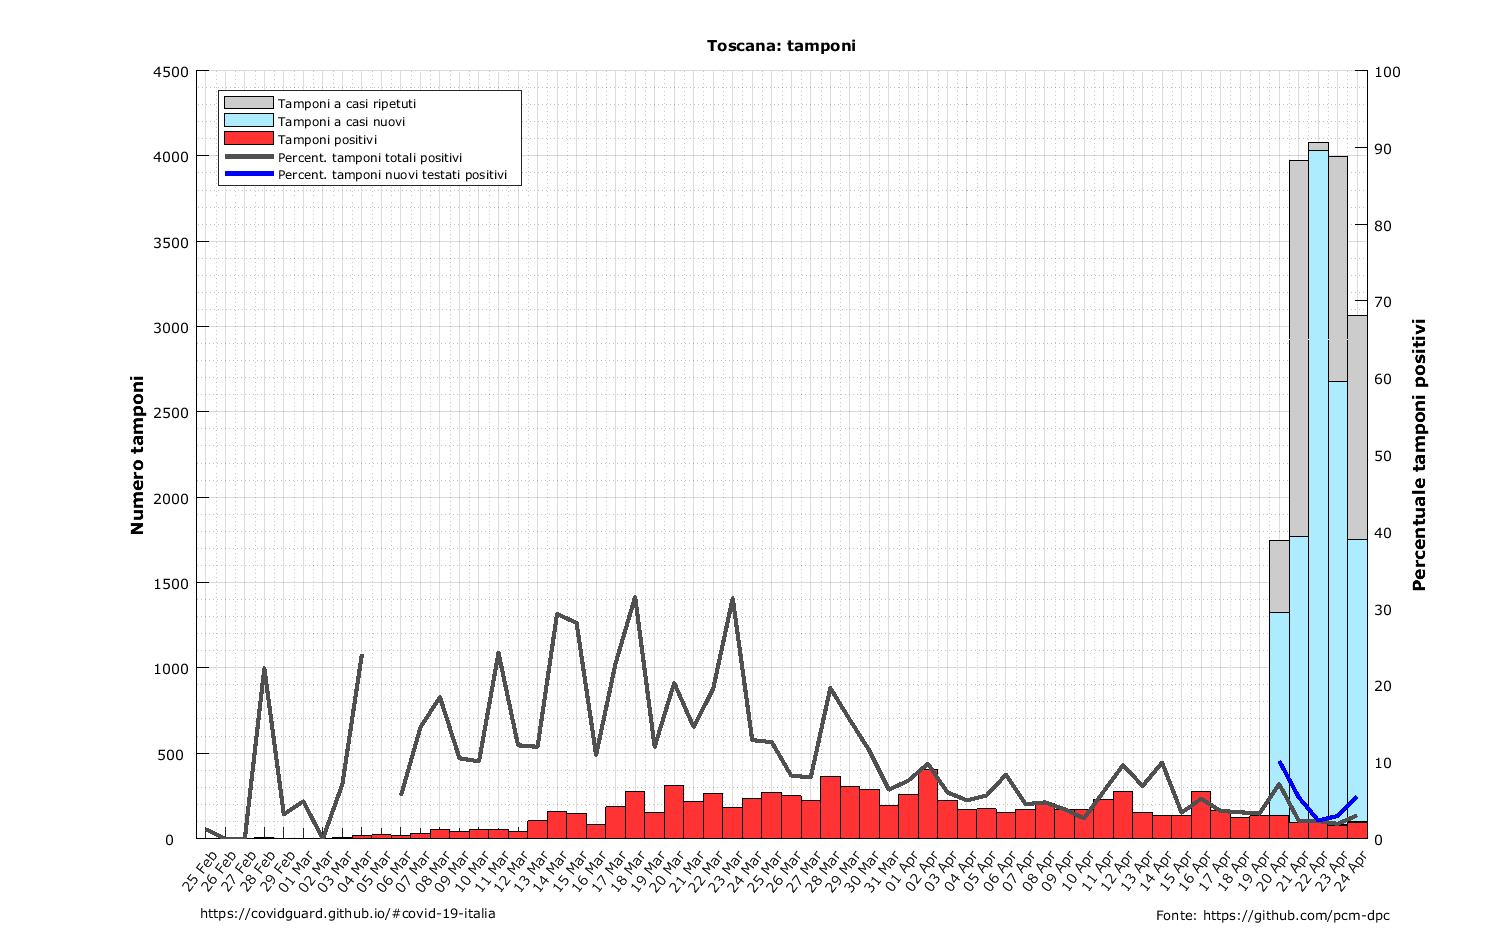 Toscana: tamponi
Tamponi a casi ripetuti
Tamponi a casi nuovi
Tamponi positivi
Percent. tamponi totali positivi
Percent. tamponi nuovi testati positivi
Numero tamponi
4500
4000
3500
3000
2500
2000
1500
1000
500
0
100
90
80
70
60
50
40
30
20
10
0
Percentuale tamponi positivi
25 Feb
26 Feb
27 Feb
28 Feb
29 Feb
01 Mar
02 Mar
03 Mar
04 Mar
05 Mar
06 Mar
07 Mar
08 Mar
09 Mar
10 Mar
11 Mar
12 Mar
13 Mar
14 Mar
15 Mar
16 Mar
17 Mar
18 Mar
19 Mar
20 Mar
21 Mar
22 Mar
23 Mar
24 Mar
25 Mar
26 Mar
27 Mar
28 Mar
29 Mar
30 Mar
31 Mar
01 Apr
02 Apr
03 Apr
04 Apr
05 Apr
06 Apr
07 Apr
08 Apr
09 Apr
10 Apr
11 Apr
12 Apr
13 Apr
14 Apr
15 Apr
16 Apr
17 Apr
18 Apr
19 Apr
20 Apr
21 Apr
22 Apr
23 Apr
24 Apr
https://covidguard.github.io/#covid-19-italia
Fonte: https://github.com/pcm-dpc